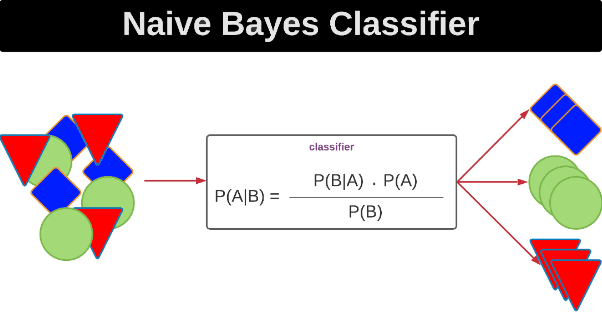 Naive Bayes Classifier
classifier
P(B|A) . P(A)
P(A|B) =
P(B)